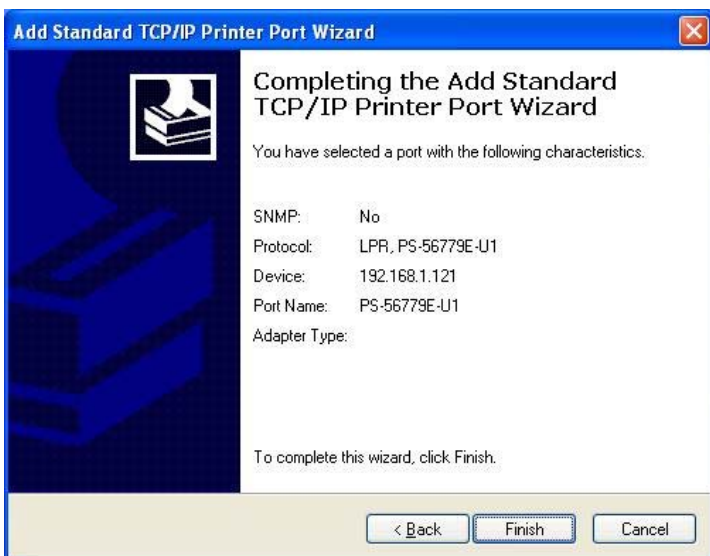 Add Standard TCP/IP Printer Port Wizard
Completing the Add Standard
TCP/IP Printer Port Wizard
You have selected a port with the following characteristics.
SNMP: No
Protocol: LPR, PS-56779E-U1
Device: 192.168.1.121
Port Name: PS-56779E-U1
Adapter Type:
To complete this wizard, click Finish.
< Back Finish Cancel